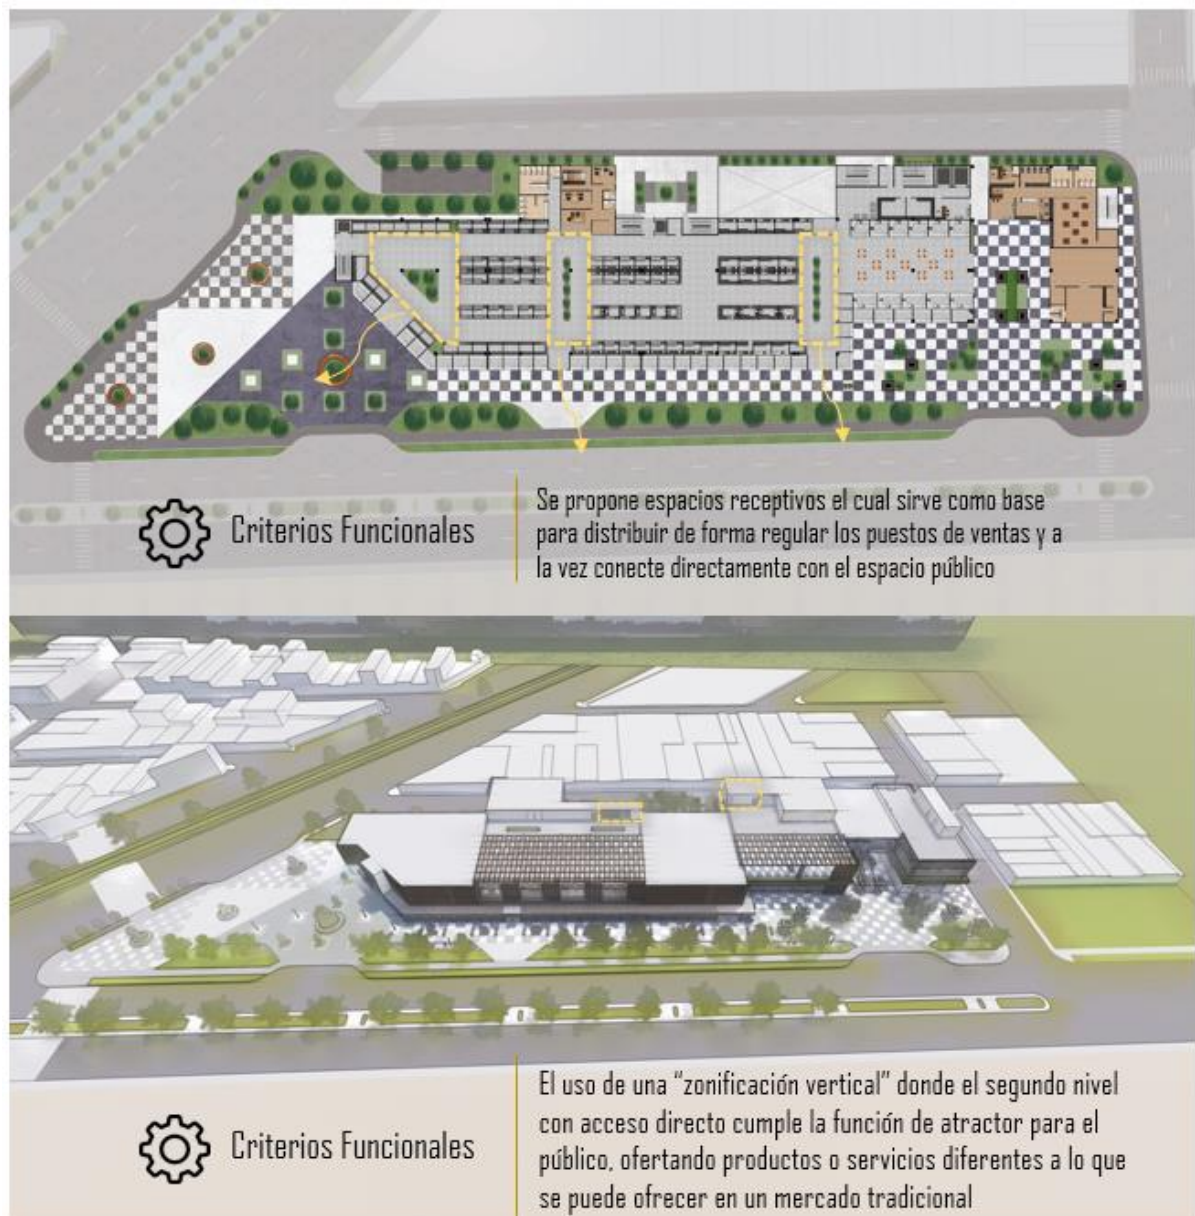 Criterios Funcionales
Se propone espacios receptivos el cual sirve como base
para distribuir de forma regular los puestos de ventas y a
la vez conecte directamente con el espacio público
Criterios Funcionales
El uso de una “zonificación vertical” donde el segundo nivel
con acceso directo cumple la función de atractor para el
público, ofertando productos o servicios diferentes a lo que
se puede ofrecer en un mercado tradicional